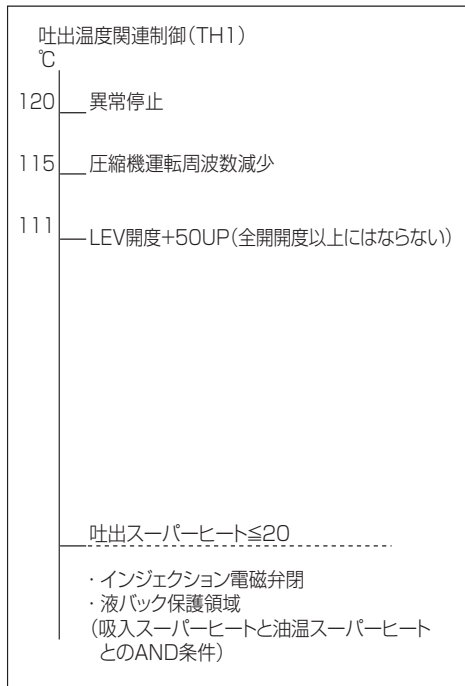 吐出温度関連制御（TH1）
℃
120 異常停止
115 圧縮機運転周波数減少
111 LEV開度+50UP（全開開度以上にはならない）
吐出スーパーヒート≦20
・インジェクション電磁弁閉
・液バック保護領域
（吸入スーパーヒートと油温スーパーヒート
とのAND条件）